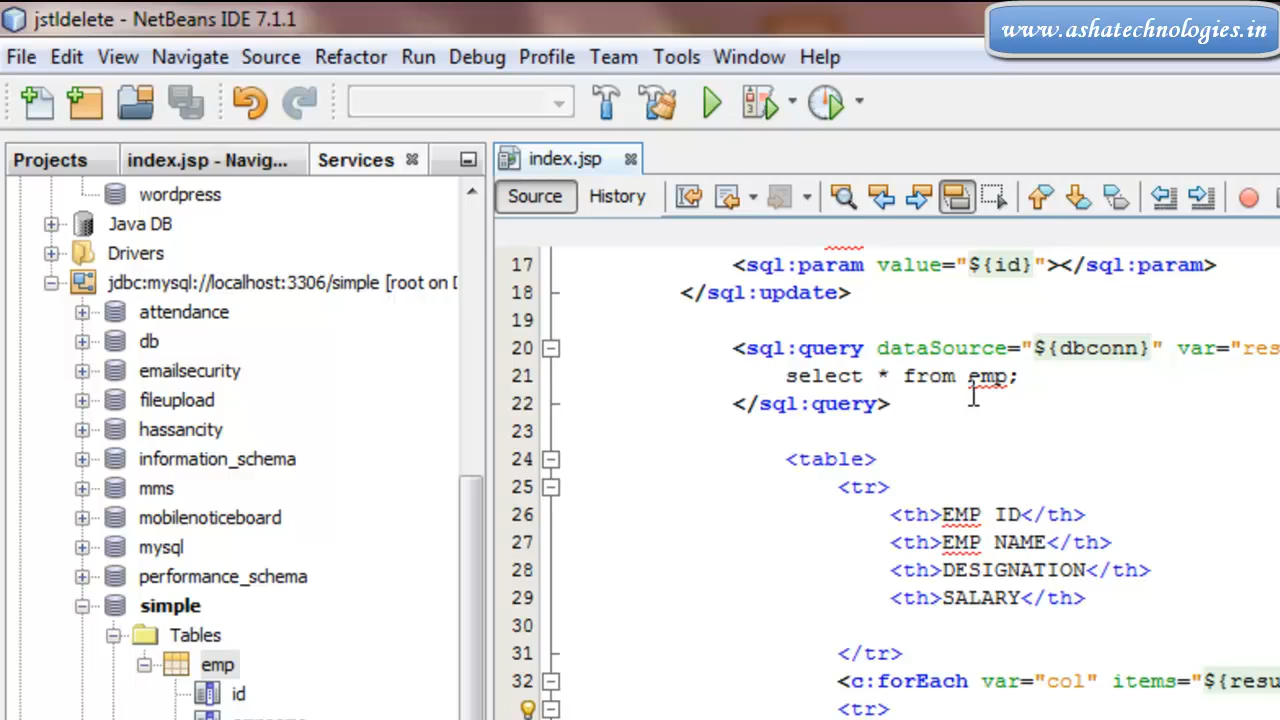 jstldelete - NetBeans IDE 7.1.1
www.ashatechnologies.in
File Edit View Navigate Source Refactor Run Debug Profile Team Tools Window Help
Projects index.jsp - Navig... Services index.jsp
Source History
wordpress
Java DB
Drivers
jdbc:mysql://localhost:3306/simple [root on
attendance
db
emailsecurity
fileupload
hassancity
information_schema
mms
mobilenoticeboard
mysql
performance_schema
simple
Tables
emp
id
17 <sql:param value="${id}"></sql:param>
18 </sql:update>
19
20 <sql:query dataSource="${dbconn}" var="res
21 select * from emp;
22 </sql:query>
23
24 <table>
25 <tr>
26 <th>EMP ID</th>
27 <th>EMP NAME</th>
28 <th>DESIGNATION</th>
29 <th>SALARY</th>
30
31 </tr>
32 <c:forEach var="col" items="${resu
<tr>